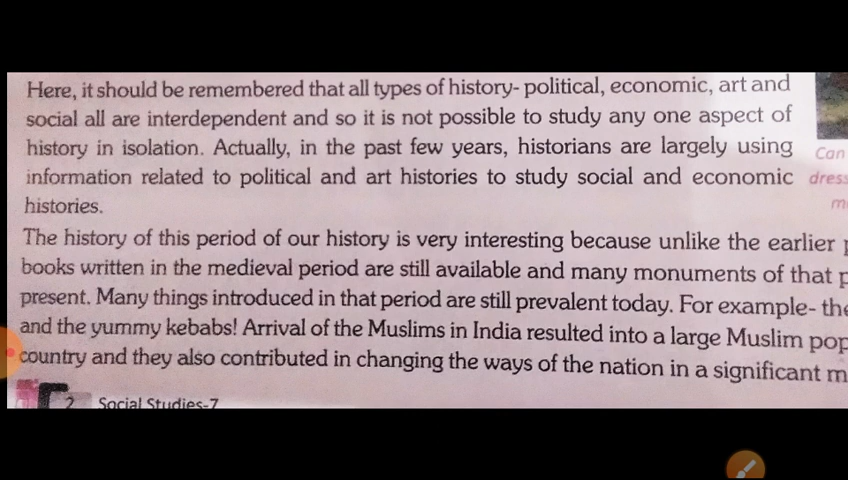 Here, it should be remembered that all types of history- political, economic, art and
social all are interdependent and so it is not possible to study any one aspect of
history in isolation. Actually, in the past few years, historians are largely using
information related to political and art histories to study social and economic
histories.
Can
dress
The history of this period of our history is very interesting because unlike the earlier
books written in the medieval period are still available and many monuments of that
present. Many things introduced in that period are still prevalent today. For example- the
and the yummy kebabs! Arrival of the Muslims in India resulted into a large Muslim
country and they also contributed in changing the ways of the nation in a significant
2 Social Studies-7